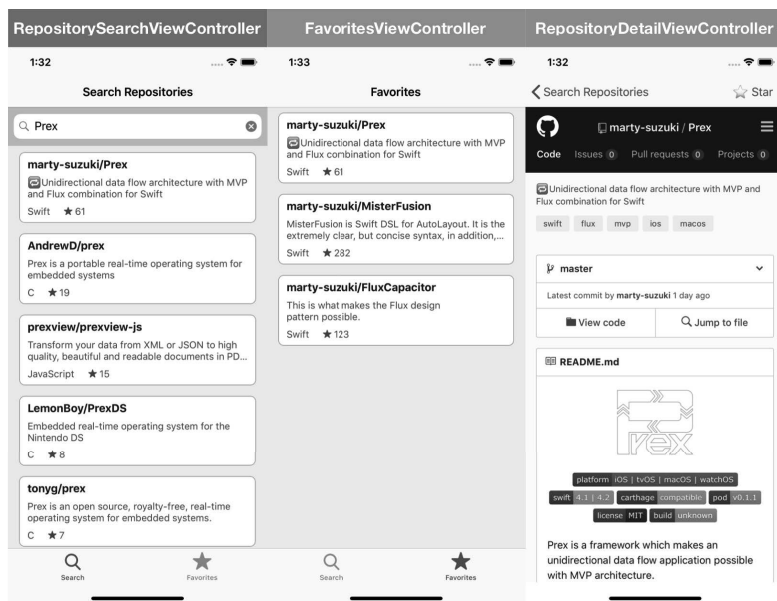 RepositorySearchViewController
1:32
Search Repositories
Prex
marty-suzuki/Prex
🔁Unidirectional data flow architecture with MVP
and Flux combination for Swift
Swift ★ 61
AndrewD/prex
Prex is a portable real-time operating system for
embedded systems
C ★ 19
prexview/prexview-js
Transform your data from XML or JSON to high
quality, beautiful and readable documents in PD...
JavaScript ★ 15
LemonBoy/PrexDS
Embedded real-time operating system for the
Nintendo DS
C ★ 8
tonyg/prex
Prex is an open source, royalty-free, real-time
operating system for embedded systems.
C ★ 7
Search Favorites
FavoritesViewController
1:33
Favorites
marty-suzuki/Prex
🔁Unidirectional data flow architecture with MVP
and Flux combination for Swift
Swift ★ 61
marty-suzuki/MisterFusion
MisterFusion is Swift DSL for AutoLayout. It is the
extremely clear, but concise syntax, in addition,...
Swift ★ 282
marty-suzuki/FluxCapacitor
This is what makes the Flux design
pattern possible.
Swift ★ 123
Search Favorites
RepositoryDetailViewController
1:32
Search Repositories Star
marty-suzuki / Prex
Code Issues 0 Pull requests 0 Projects 0
🔁Unidirectional data flow architecture with MVP and
Flux combination for Swift
swift flux mvp ios macos
master
Latest commit by marty-suzuki 1 day ago
View code Jump to file
README.md
Prex
platform iOS | tvOS | macOS | watchOS
swift 4.1 | 4.2 carthage compatible pod v0.1.1
license MIT build unknown
Prex is a framework which makes an
unidirectional data flow application possible
with MVP architecture.